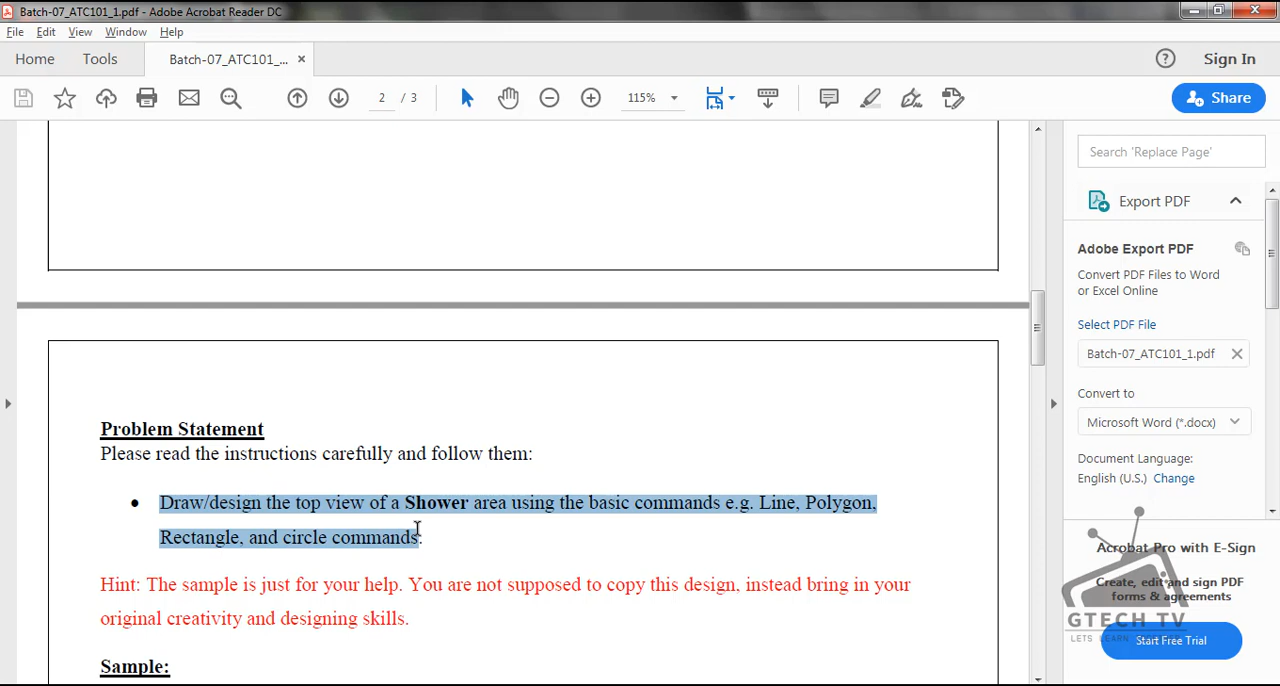 Batch-07_ATC101_1.pdf - Adobe Acrobat Reader DC
File Edit View Window Help
Home Tools Batch-07_ATC101_... × Sign In
2 / 3 115% Share
Search 'Replace Page'
Export PDF
Adobe Export PDF
Convert PDF Files to Word
or Excel Online
Select PDF File
Batch-07_ATC101_1.pdf
Convert to
Microsoft Word (*.docx)
Document Language:
English (U.S.) Change
Problem Statement
Please read the instructions carefully and follow them:
• Draw/design the top view of a Shower area using the basic commands e.g. Line, Polygon,
Rectangle, and circle commands.
Hint: The sample is just for your help. You are not supposed to copy this design, instead bring in your
original creativity and designing skills.
Sample:
Acrobat Pro with E-Sign
Create, edit and sign PDF
forms & agreements
Start Free Trial
GTECH TV